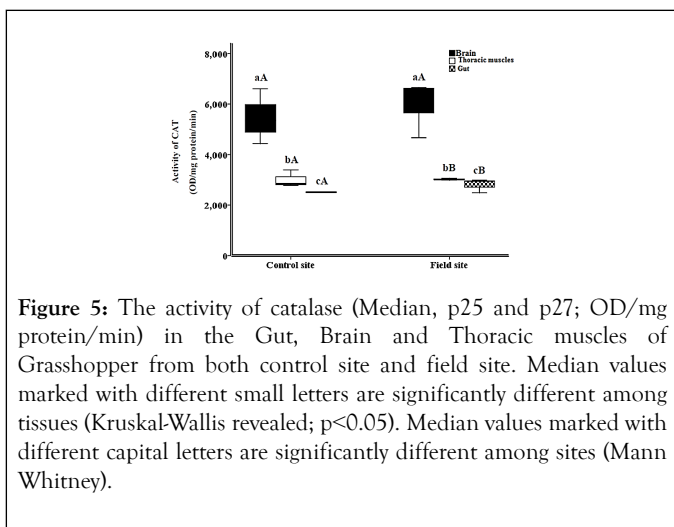 8,000
Brain
Thoracic muscles
Gut
aA
aA
6,000
Activity of CAT
(OD/mg protein/min)
4,000
bA
cA
bB
cB
2,000
0
Control site
Field site
Figure 5: The activity of catalase (Median, p25 and p27; OD/mg
protein/min) in the Gut, Brain and Thoracic muscles of
Grasshopper from both control site and field site. Median values
marked with different small letters are significantly different among
tissues (Kruskal-Wallis revealed; p<0.05). Median values marked with
different capital letters are significantly different among sites (Mann
Whitney).